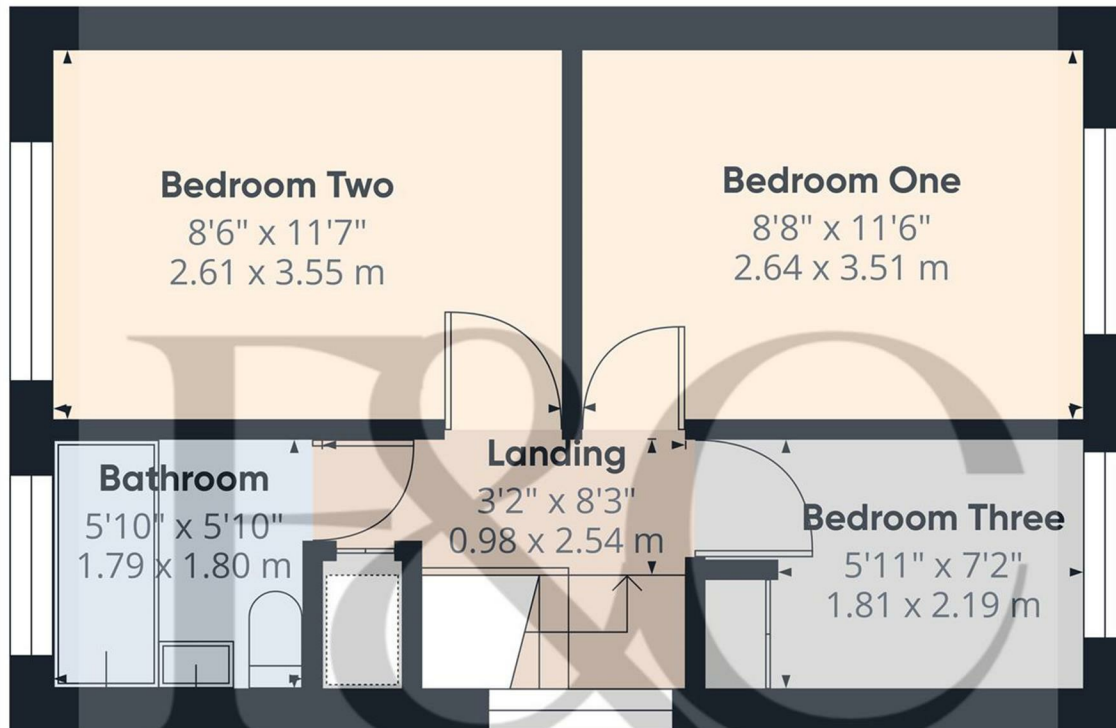 Bedroom Two
8'6" x 11'7"
2.61 x 3.55 m
Bedroom One
8'8" x 11'6"
2.64 x 3.51 m
Bathroom
5'10" x 5'10"
1.79 x 1.80 m
Landing
3'2" x 8'3"
0.98 x 2.54 m
Bedroom Three
5'11" x 7'2"
1.81 x 2.19 m
F&C